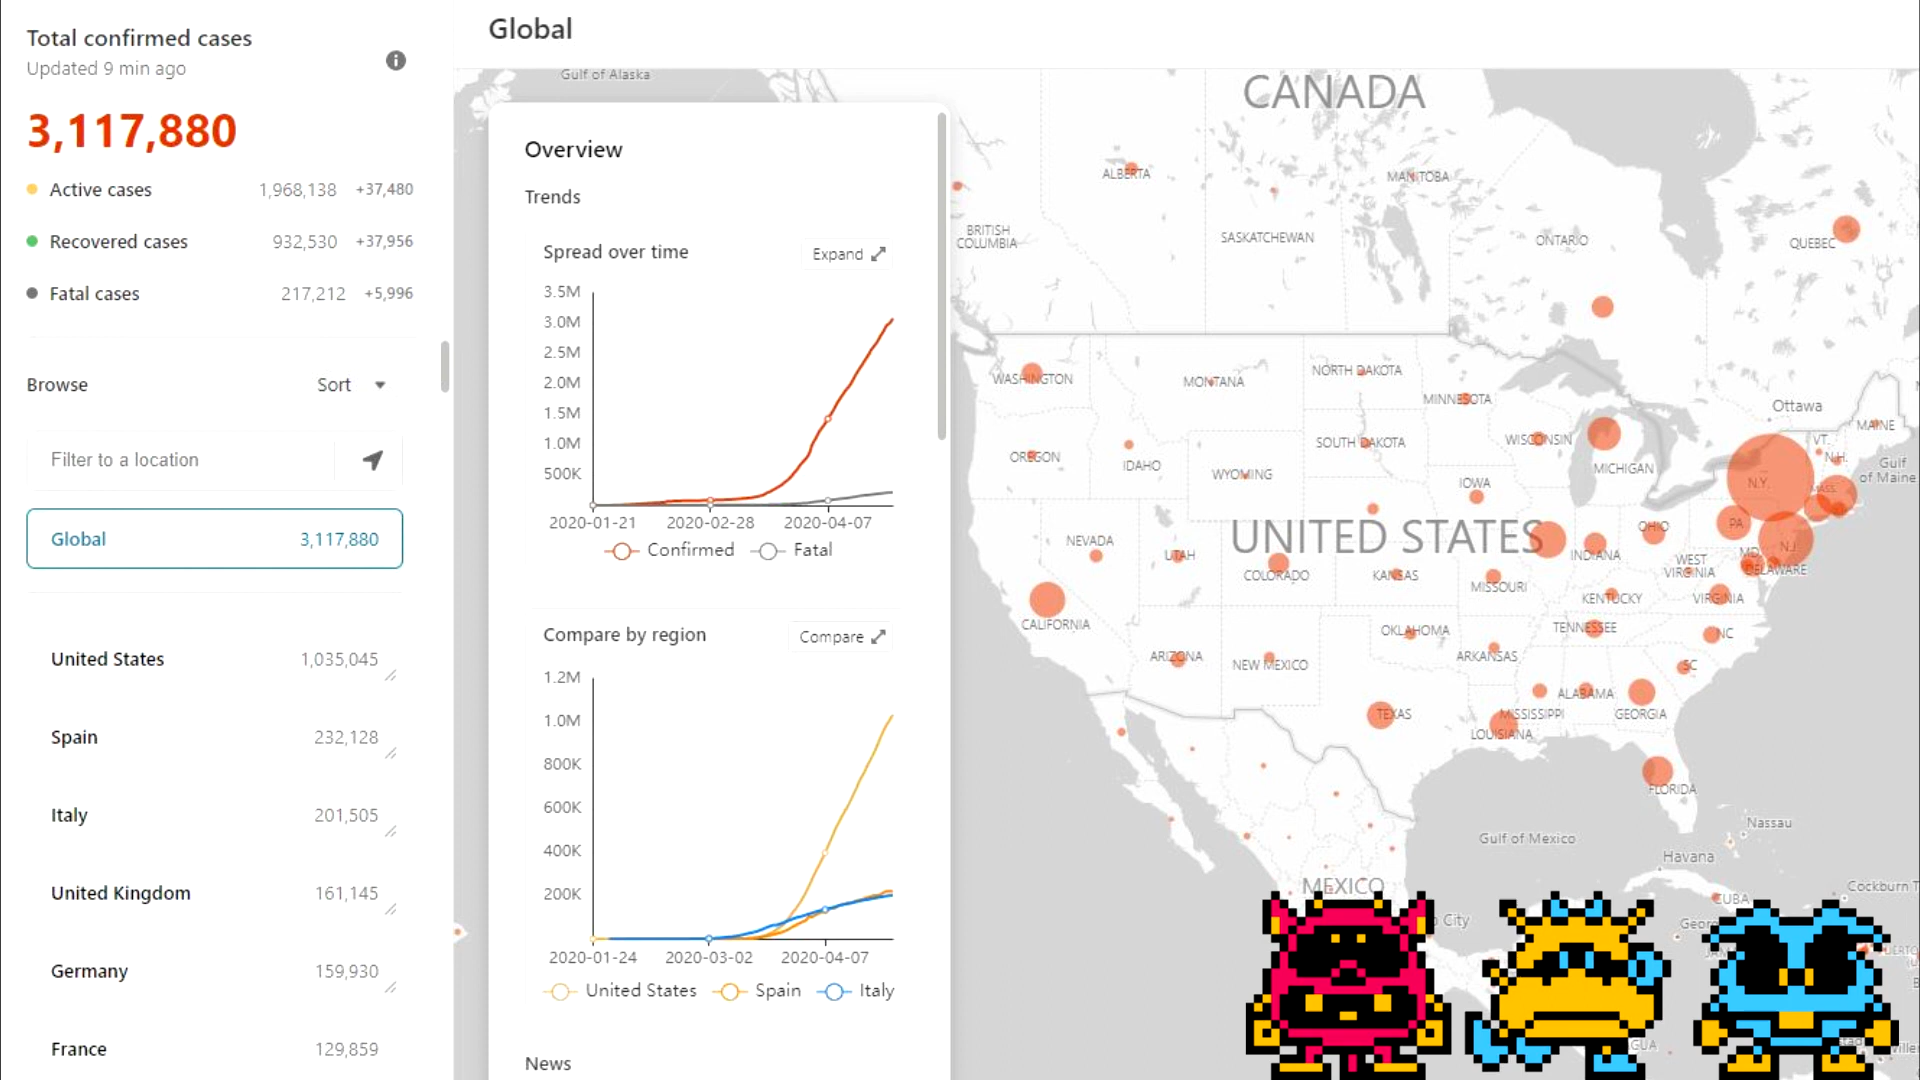 Total confirmed cases
Updated 9 min ago
3,117,880
Active cases 1,968,138 +37,480
Recovered cases 932,530 +37,956
Fatal cases 217,212 +5,996
Browse Sort
Filter to a location
Global 3,117,880
United States 1,035,045
Spain 232,128
Italy 201,505
United Kingdom 161,145
Germany 159,930
France 129,859
Global
Overview
Trends
Spread over time Expand
3.5M
3.0M
2.5M
2.0M
1.5M
1.0M
500K
2020-01-21 2020-02-28 2020-04-07
Confirmed Fatal
Compare by region Compare
1.2M
1.0M
800K
600K
400K
200K
2020-01-24 2020-03-02 2020-04-07
United States Spain Italy
News
Gulf of Alaska
CANADA
ALBERTA
MANITOBA
BRITISH
COLUMBIA
SASKATCHEWAN
ONTARIO
QUEBEC
WASHINGTON
MONTANA
NORTH DAKOTA
MINNESOTA
Ottawa
MAINE
OREGON
IDAHO
WYOMING
SOUTH DAKOTA
WISCONSIN
MICHIGAN
VT.
N.H.
Gulf
of Maine
N.Y.
MASS
IOWA
UNITED STATES
NEVADA
UTAH
COLORADO
KANSAS
MISSOURI
INDIANA
OHIO
PA
N.J.
MD
DELAWARE
WEST
VIRGINIA
VIRGINIA
KENTUCKY
CALIFORNIA
ARIZONA
NEW MEXICO
OKLAHOMA
ARKANSAS
TENNESSEE
NC
SC
TEXAS
MISSISSIPPI
ALABAMA
GEORGIA
LOUISIANA
FLORIDA
Gulf of Mexico
Nassau
Havana
MEXICO
CUBA
Cockburn T
City
Geor
GUA